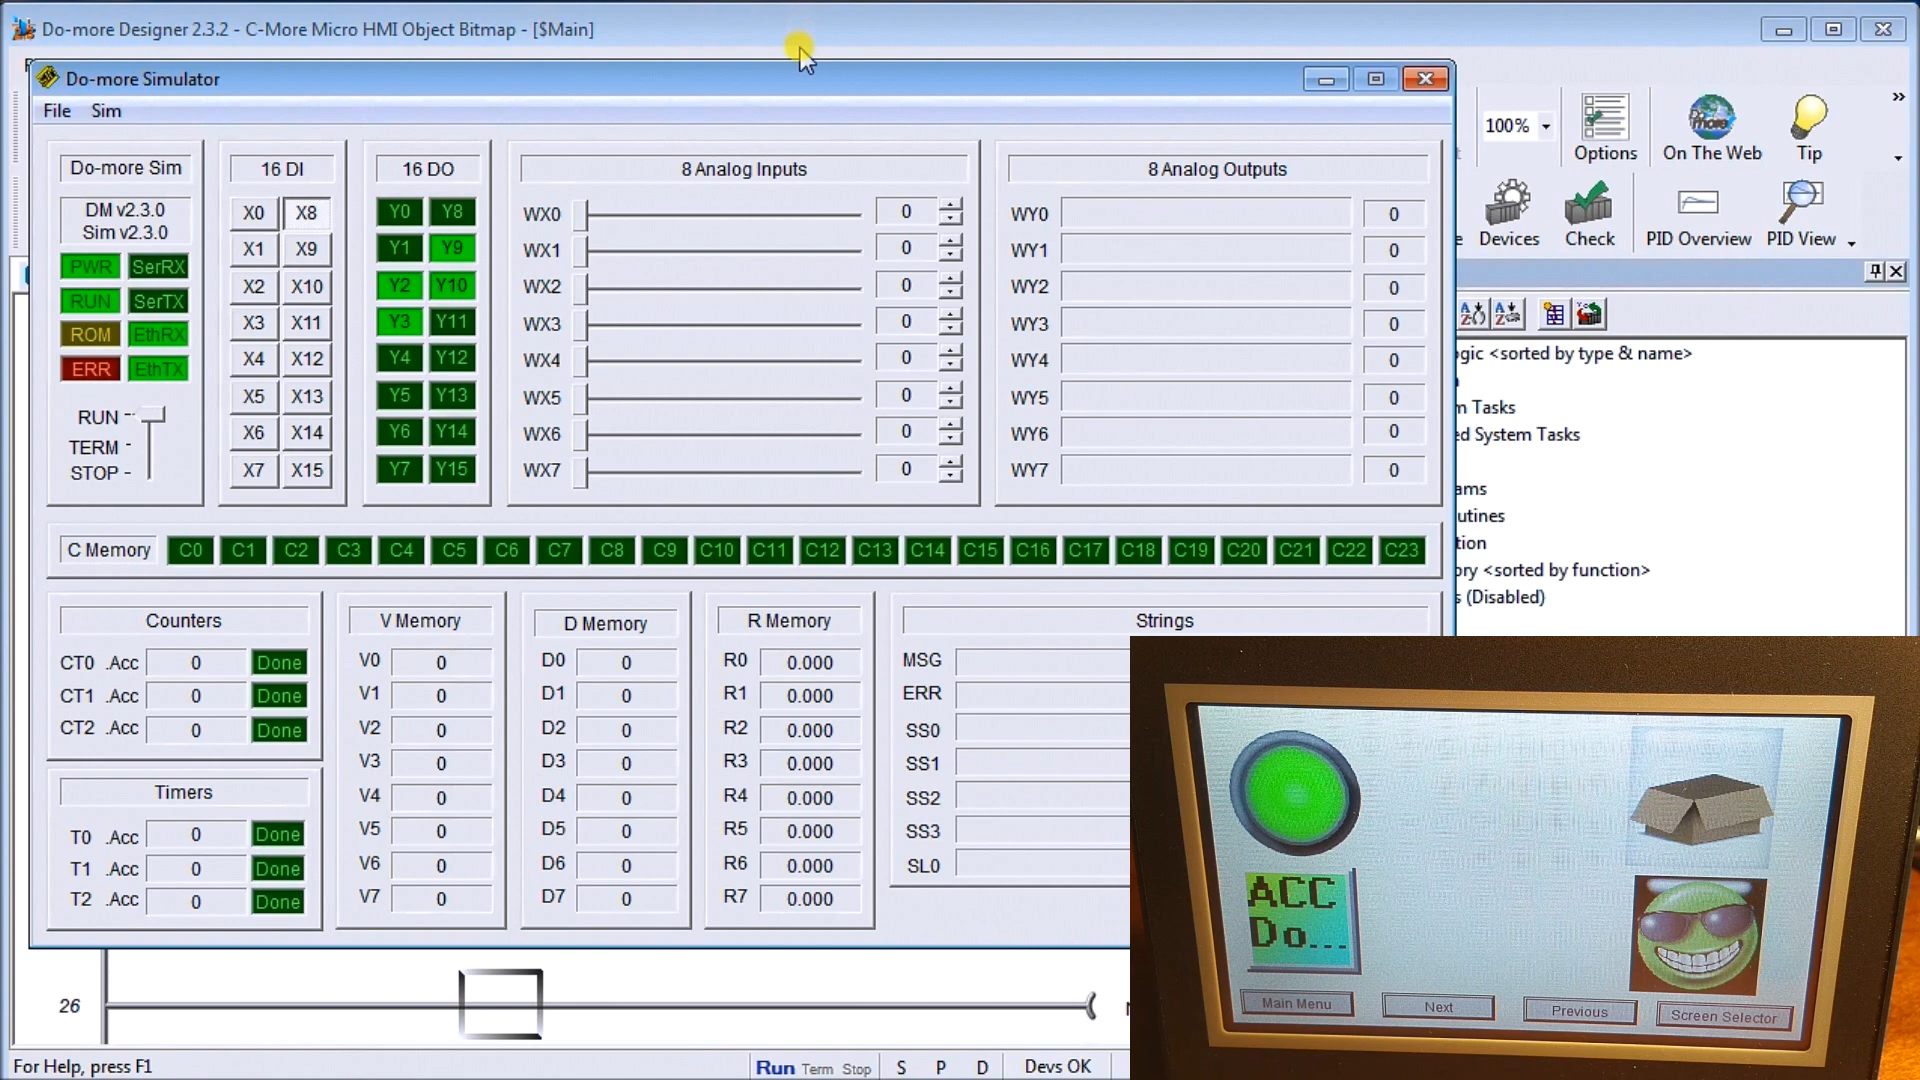 Do-more Designer 2.3.2 - C-More Micro HMI Object Bitmap - [$Main]
Do-more Simulator
File Sim
100%
Options
On The Web
Tip
Devices
Check
PID Overview
PID View
Do-more Sim
DM v2.3.0
Sim v2.3.0
PWR SerRX
RUN SerTX
ROM EthRX
ERR EthTX
RUN
TERM
STOP
16 DI
X0 X8
X1 X9
X2 X10
X3 X11
X4 X12
X5 X13
X6 X14
X7 X15
16 DO
Y0 Y8
Y1 Y9
Y2 Y10
Y3 Y11
Y4 Y12
Y5 Y13
Y6 Y14
Y7 Y15
8 Analog Inputs
WX0 0
WX1 0
WX2 0
WX3 0
WX4 0
WX5 0
WX6 0
WX7 0
8 Analog Outputs
WY0 0
WY1 0
WY2 0
WY3 0
WY4 0
WY5 0
WY6 0
WY7 0
ogic <sorted by type & name>
m Tasks
ed System Tasks
ams
utines
tion
ory <sorted by function>
s (Disabled)
C Memory C0 C1 C2 C3 C4 C5 C6 C7 C8 C9 C10 C11 C12 C13 C14 C15 C16 C17 C18 C19 C20 C21 C22 C23
Counters
CT0 .Acc 0 Done
CT1 .Acc 0 Done
CT2 .Acc 0 Done
Timers
T0 .Acc 0 Done
T1 .Acc 0 Done
T2 .Acc 0 Done
V Memory
V0 0
V1 0
V2 0
V3 0
V4 0
V5 0
V6 0
V7 0
D Memory
D0 0
D1 0
D2 0
D3 0
D4 0
D5 0
D6 0
D7 0
R Memory
R0 0.000
R1 0.000
R2 0.000
R3 0.000
R4 0.000
R5 0.000
R6 0.000
R7 0.000
Strings
MSG
ERR
SS0
SS1
SS2
SS3
SL0
ACC
Do...
Main Menu Next Previous Screen Selector
26
For Help, press F1
Run Term Stop S P D Devs OK